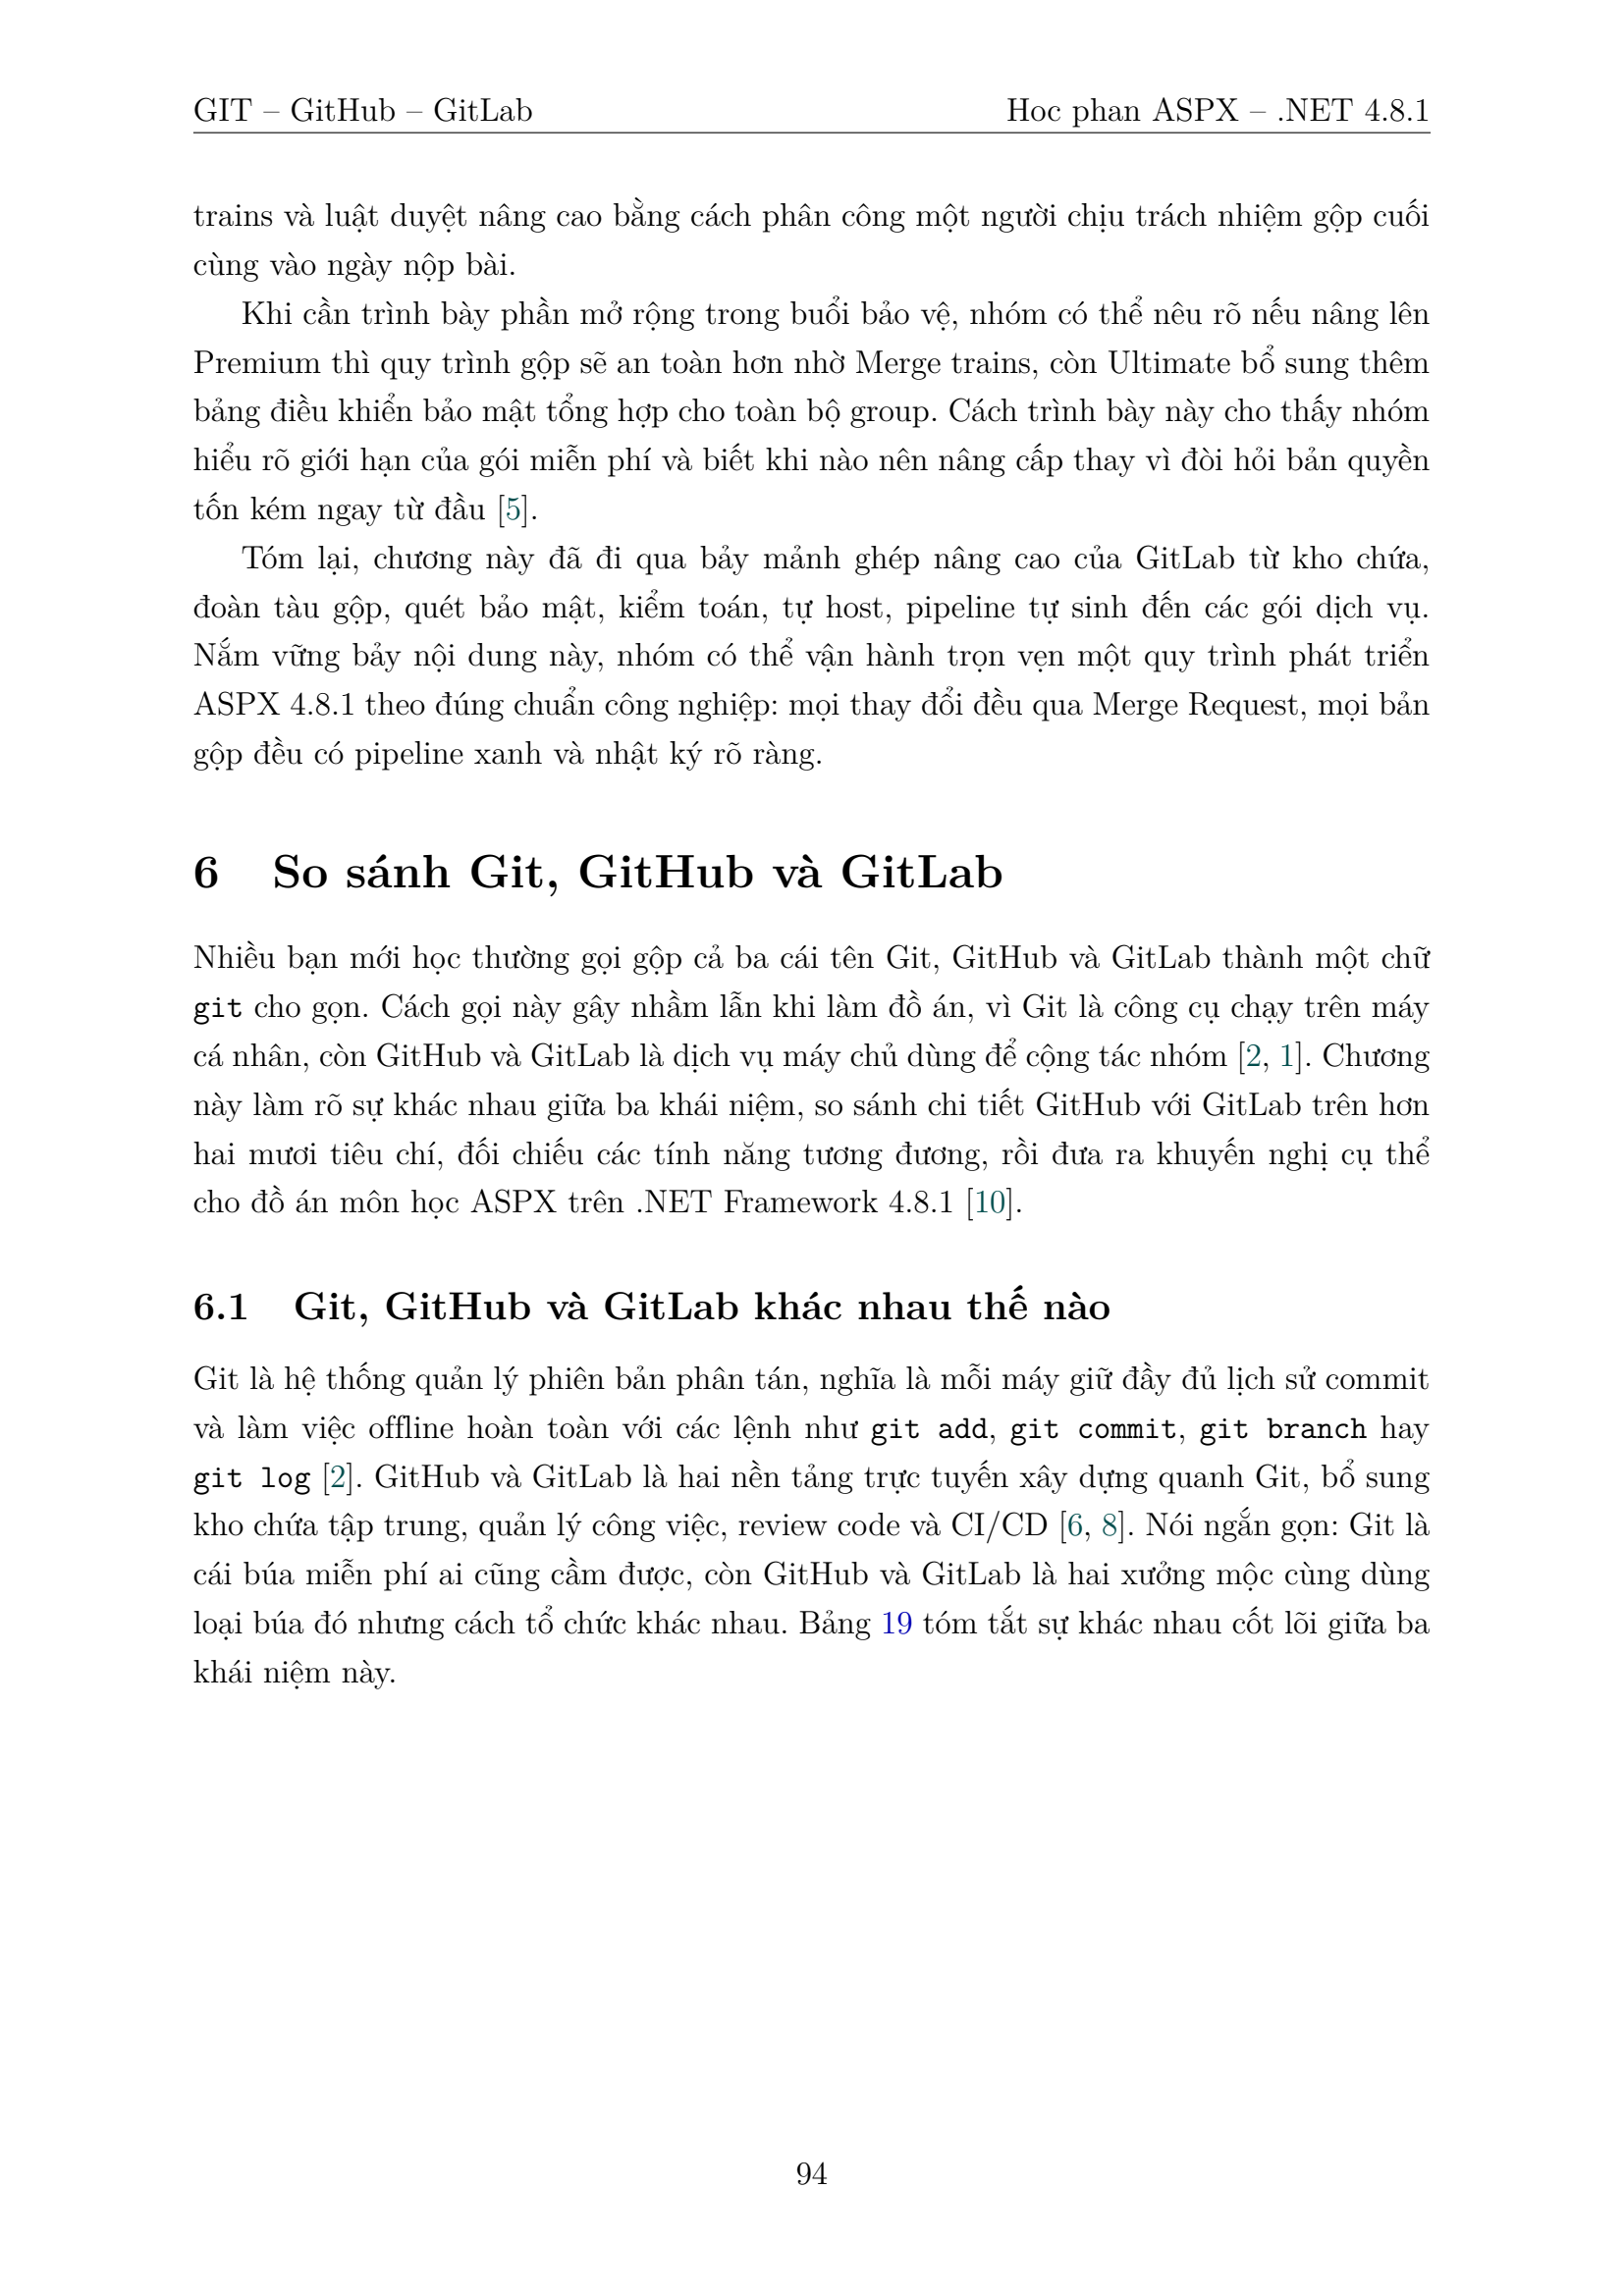 GIT – GitHub – GitLab Hoc phan ASPX – .NET 4.8.1
trains và luật duyệt nâng cao bằng cách phân công một người chịu trách nhiệm gộp cuối
cùng vào ngày nộp bài.
Khi cần trình bày phần mở rộng trong buổi bảo vệ, nhóm có thể nêu rõ nếu nâng lên
Premium thì quy trình gộp sẽ an toàn hơn nhờ Merge trains, còn Ultimate bổ sung thêm
bảng điều khiển bảo mật tổng hợp cho toàn bộ group. Cách trình bày này cho thấy nhóm
hiểu rõ giới hạn của gói miễn phí và biết khi nào nên nâng cấp thay vì đòi hỏi bản quyền
tốn kém ngay từ đầu [5].
Tóm lại, chương này đã đi qua bảy mảnh ghép nâng cao của GitLab từ kho chứa,
đoàn tàu gộp, quét bảo mật, kiểm toán, tự host, pipeline tự sinh đến các gói dịch vụ.
Nắm vững bảy nội dung này, nhóm có thể vận hành trọn vẹn một quy trình phát triển
ASPX 4.8.1 theo đúng chuẩn công nghiệp: mọi thay đổi đều qua Merge Request, mọi bản
gộp đều có pipeline xanh và nhật ký rõ ràng.
6 So sánh Git, GitHub và GitLab
Nhiều bạn mới học thường gọi gộp cả ba cái tên Git, GitHub và GitLab thành một chữ
git cho gọn. Cách gọi này gây nhầm lẫn khi làm đồ án, vì Git là công cụ chạy trên máy
cá nhân, còn GitHub và GitLab là dịch vụ máy chủ dùng để cộng tác nhóm [2, 1]. Chương
này làm rõ sự khác nhau giữa ba khái niệm, so sánh chi tiết GitHub với GitLab trên hơn
hai mươi tiêu chí, đối chiếu các tính năng tương đương, rồi đưa ra khuyến nghị cụ thể
cho đồ án môn học ASPX trên .NET Framework 4.8.1 [10].
6.1 Git, GitHub và GitLab khác nhau thế nào
Git là hệ thống quản lý phiên bản phân tán, nghĩa là mỗi máy giữ đầy đủ lịch sử commit
và làm việc offline hoàn toàn với các lệnh như git add, git commit, git branch hay
git log [2]. GitHub và GitLab là hai nền tảng trực tuyến xây dựng quanh Git, bổ sung
kho chứa tập trung, quản lý công việc, review code và CI/CD [6, 8]. Nói ngắn gọn: Git là
cái búa miễn phí ai cũng cầm được, còn GitHub và GitLab là hai xưởng mộc cùng dùng
loại búa đó nhưng cách tổ chức khác nhau. Bảng 19 tóm tắt sự khác nhau cốt lõi giữa ba
khái niệm này.
94